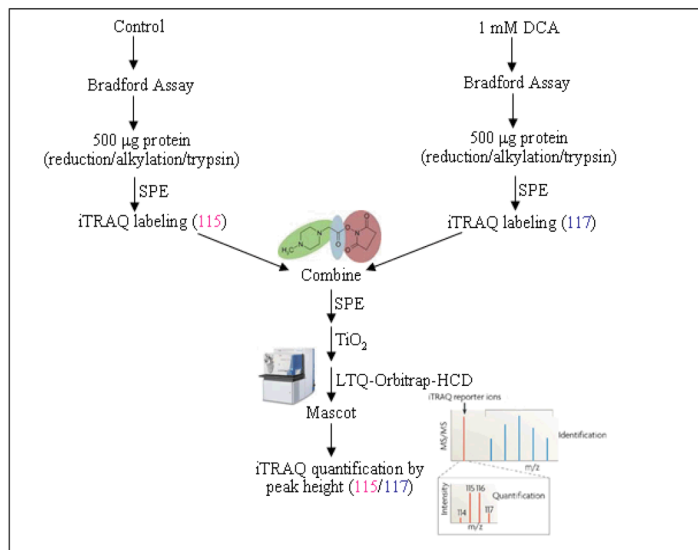 Control
1 mM DCA
Bradford Assay
Bradford Assay
500 µg protein
(reduction/alkylation/trypsin)
500 µg protein
(reduction/alkylation/trypsin)
SPE
SPE
iTRAQ labeling (115)
iTRAQ labeling (117)
H₃C
N
N
O
O
N
O
O
Combine
SPE
TiO₂
LTQ-Orbitrap-HCD
Mascot
iTRAQ quantification by
peak height (115/117)
iTRAQ reporter ions
MS/MS
Identification
m/z
Intensity
114
115
116
117
Quantification
m/z